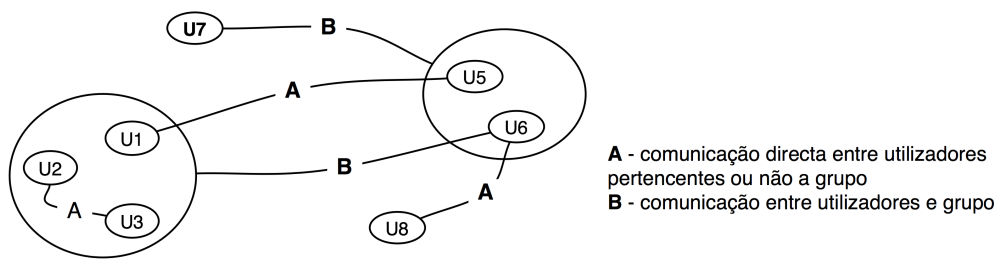 U7
B
U5
A
U1
U6
U2
B
A - comunicação directa entre utilizadores
pertencentes ou não a grupo
B - comunicação entre utilizadores e grupo
A
A
U3
U8